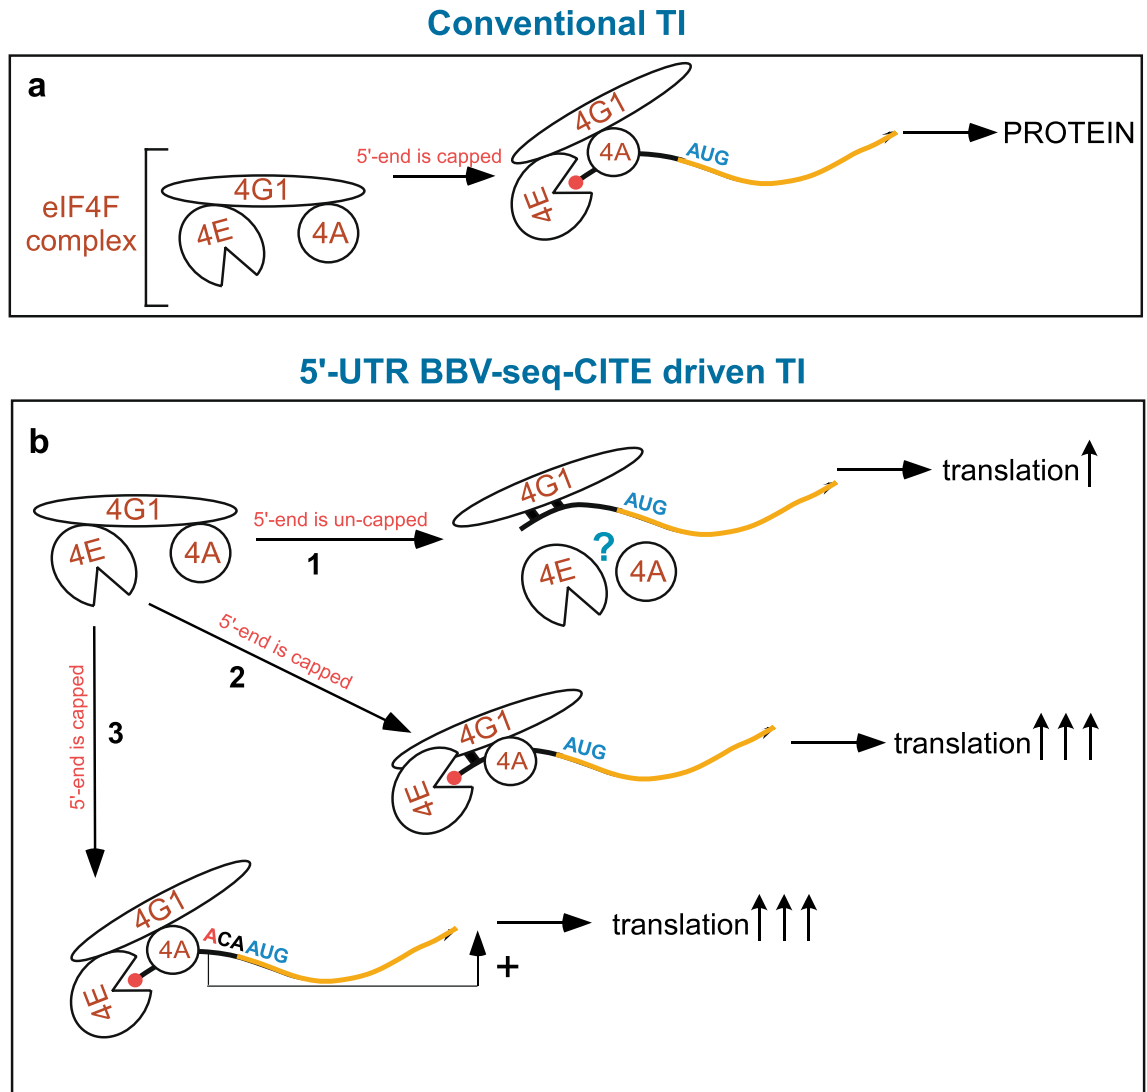 Conventional TI
a
eIF4F
complex
4G1
4E
4A
5'-end is capped
4G1
4A
4E
AUG
PROTEIN
5'-UTR BBV-seq-CITE driven TI
b
4G1
4E
4A
5'-end is un-capped
1
4G1
AUG
?
4E
4A
translation
5'-end is capped
2
4G1
4A
4E
AUG
translation
5'-end is capped
3
4G1
4A
4E
ACAAUG
+
translation